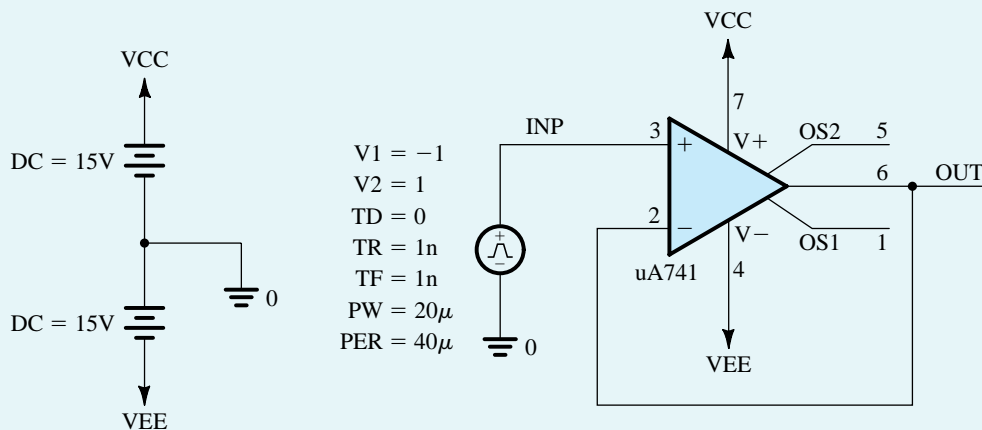 VCC
DC = 15V
0
DC = 15V
VEE
V1 = −1
V2 = 1
TD = 0
TR = 1n
TF = 1n
PW = 20μ
PER = 40μ
INP
+
−
0
VCC
7
3
+
V+
OS2
5
6
OUT
2
−
V−
OS1
1
uA741
4
VEE